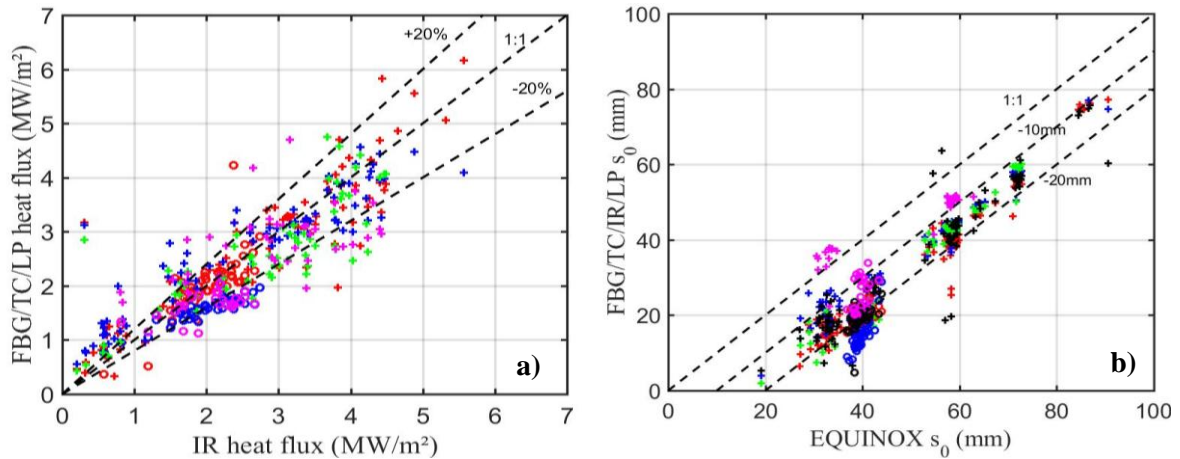 7
6
5
4
3
2
1
0
FBG/TC/LP heat flux (MW/m²)
+20%
1:1
-20%
a)
0 1 2 3 4 5 6 7
IR heat flux (MW/m²)
100
80
60
40
20
0
FBG/TC/IR/LP s₀ (mm)
1:1
-10mm
-20mm
b)
0 20 40 60 80 100
EQUINOX s₀ (mm)